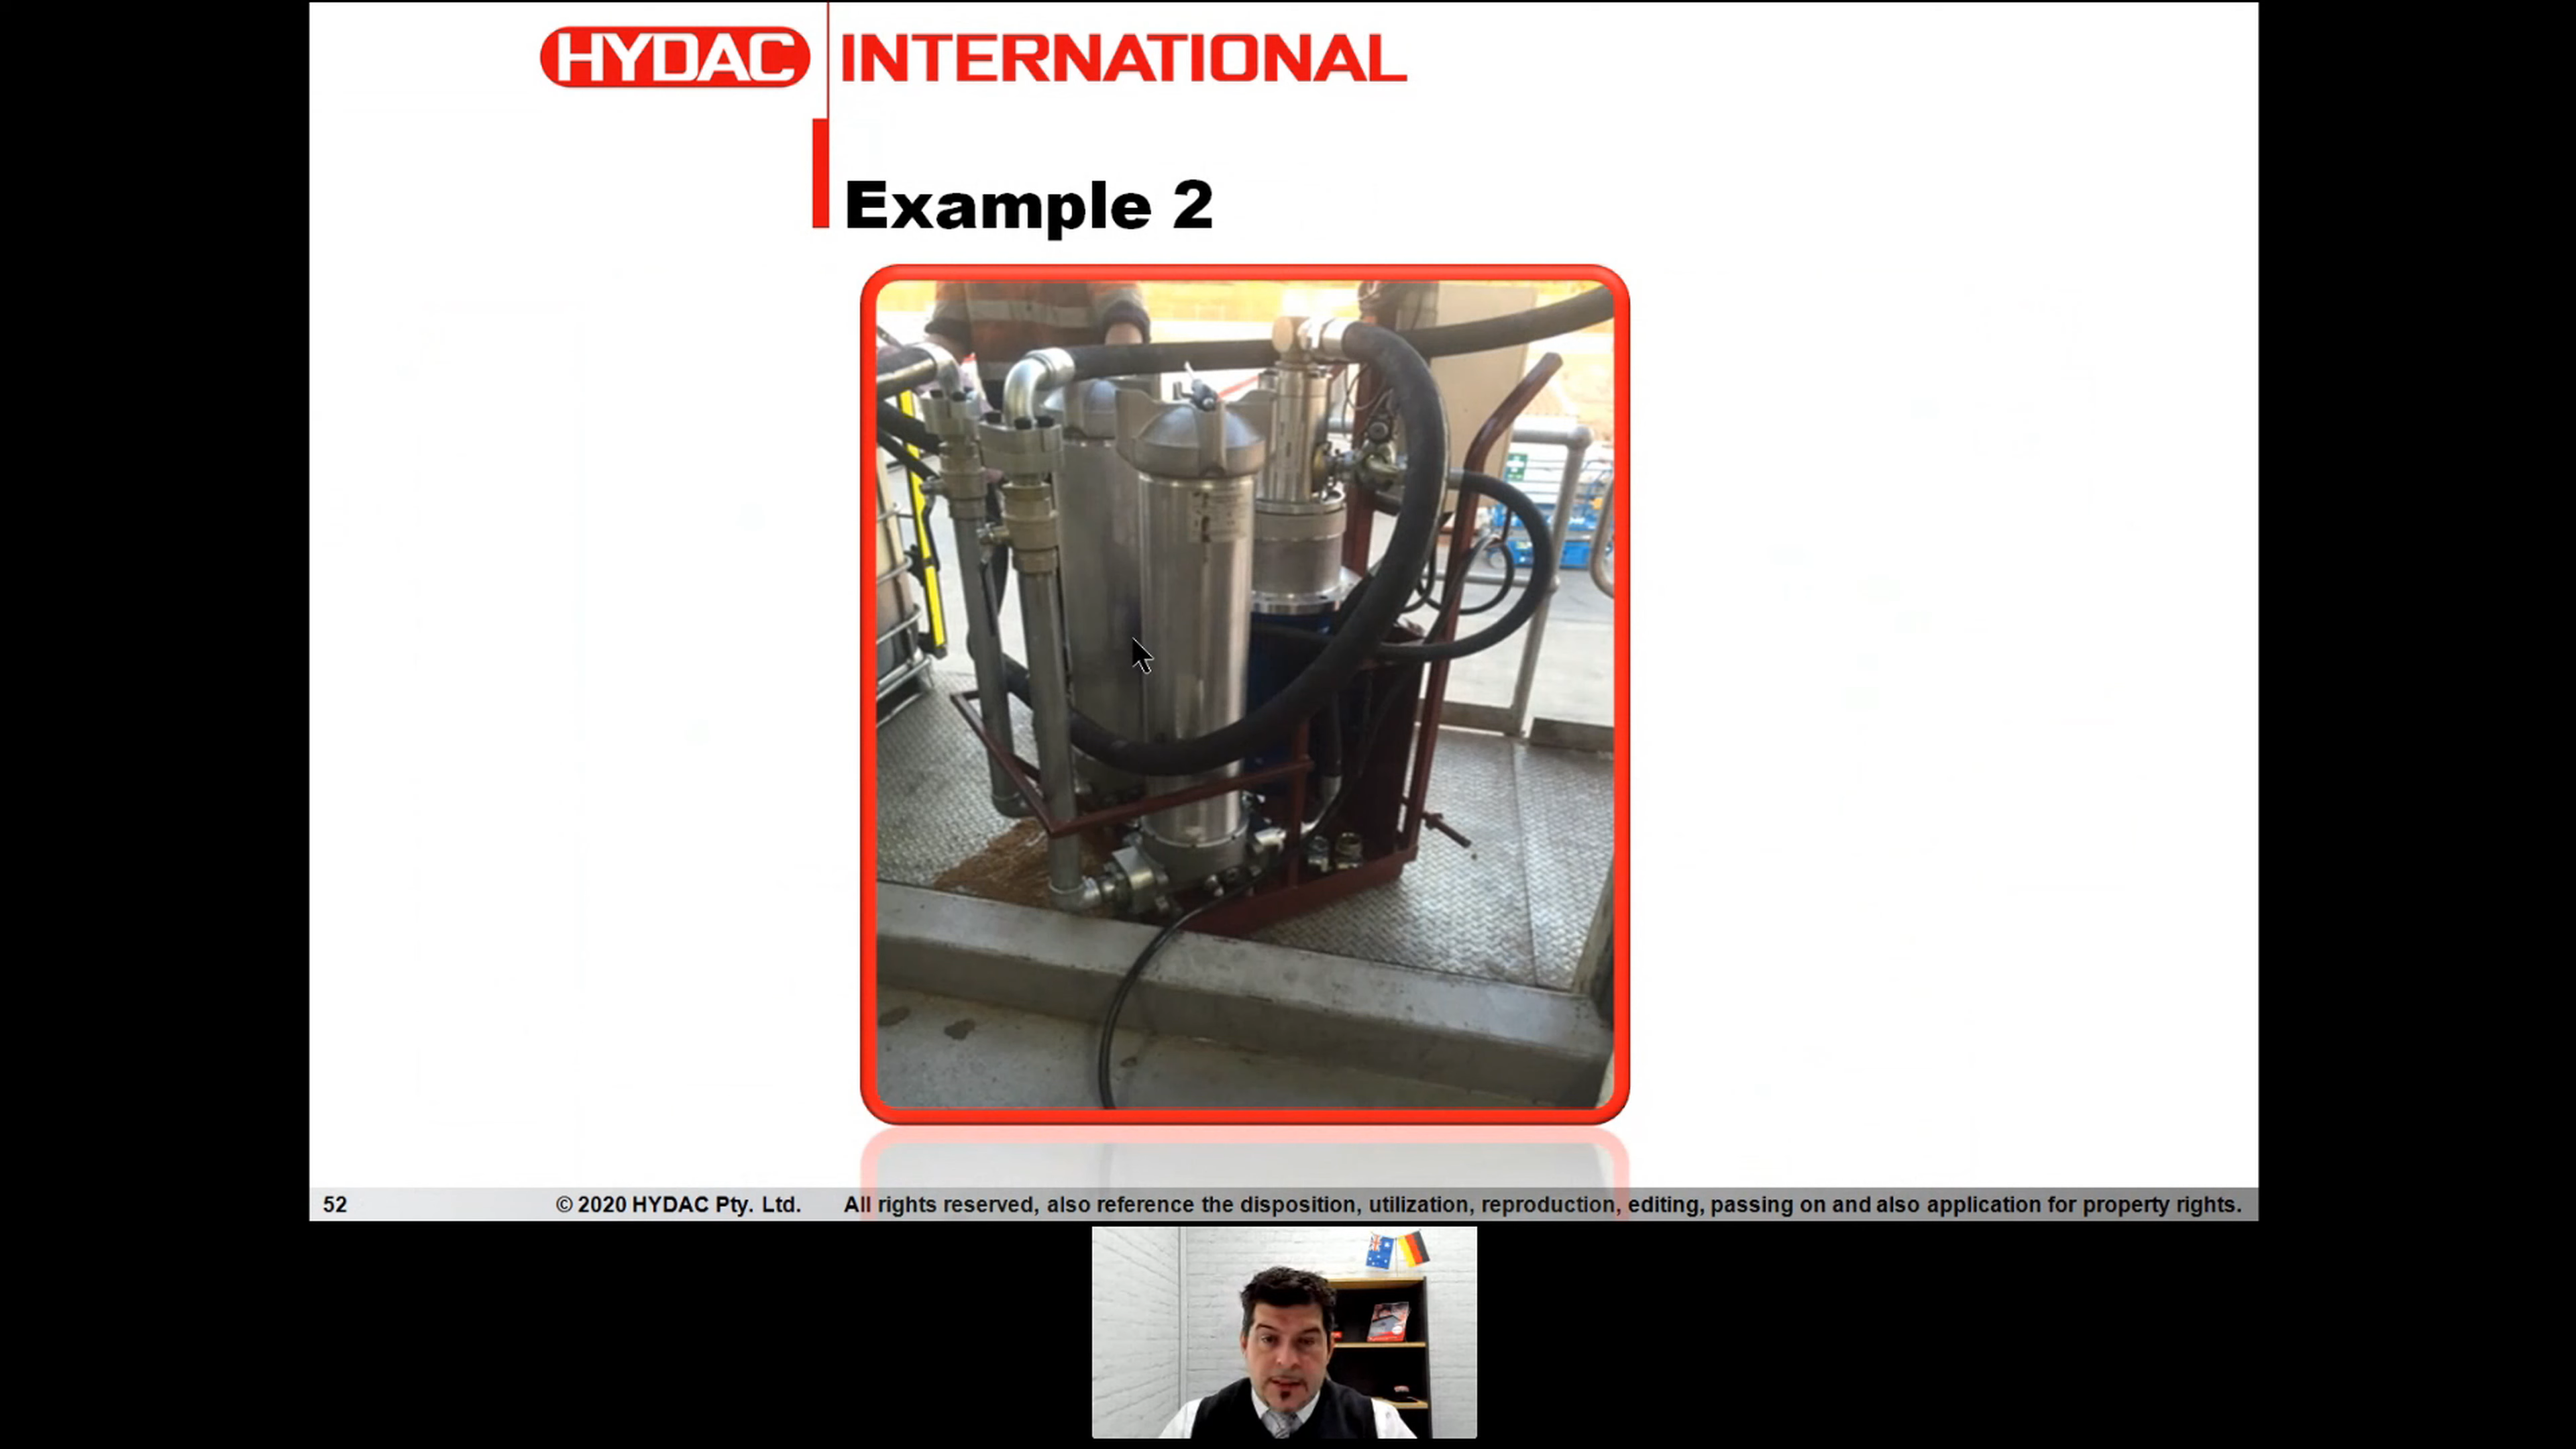 HYDAC INTERNATIONAL
Example 2
52 © 2020 HYDAC Pty. Ltd. All rights reserved, also reference the disposition, utilization, reproduction, editing, passing on and also application for property rights.